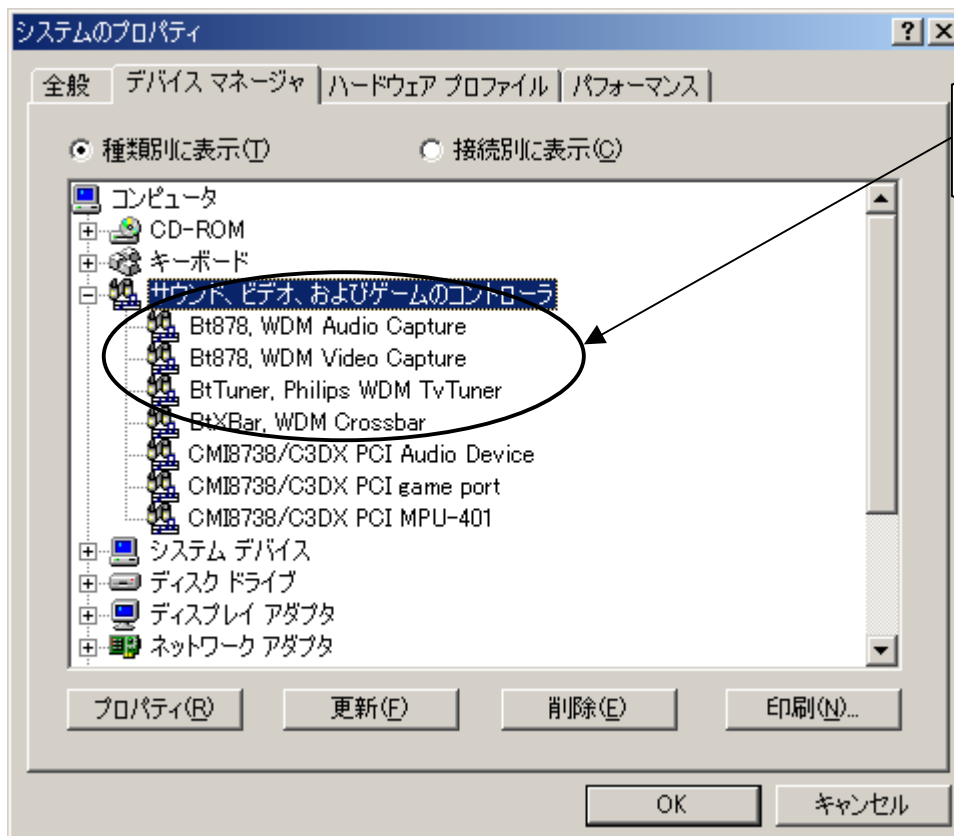 システムのプロパティ
全般 デバイス マネージャ ハードウェア プロファイル パフォーマンス
種類別に表示(T) 接続別に表示(C)
コンピュータ
CD-ROM
キーボード
サウンド、ビデオ、およびゲームのコントローラ
Bt878, WDM Audio Capture
Bt878, WDM Video Capture
BtTuner, Philips WDM TvTuner
BtXBar, WDM Crossbar
CMI8738/C3DX PCI Audio Device
CMI8738/C3DX PCI game port
CMI8738/C3DX PCI MPU-401
システム デバイス
ディスク ドライブ
ディスプレイ アダプタ
ネットワーク アダプタ
プロパティ(R) 更新(F) 削除(E) 印刷(N)...
OK キャンセル